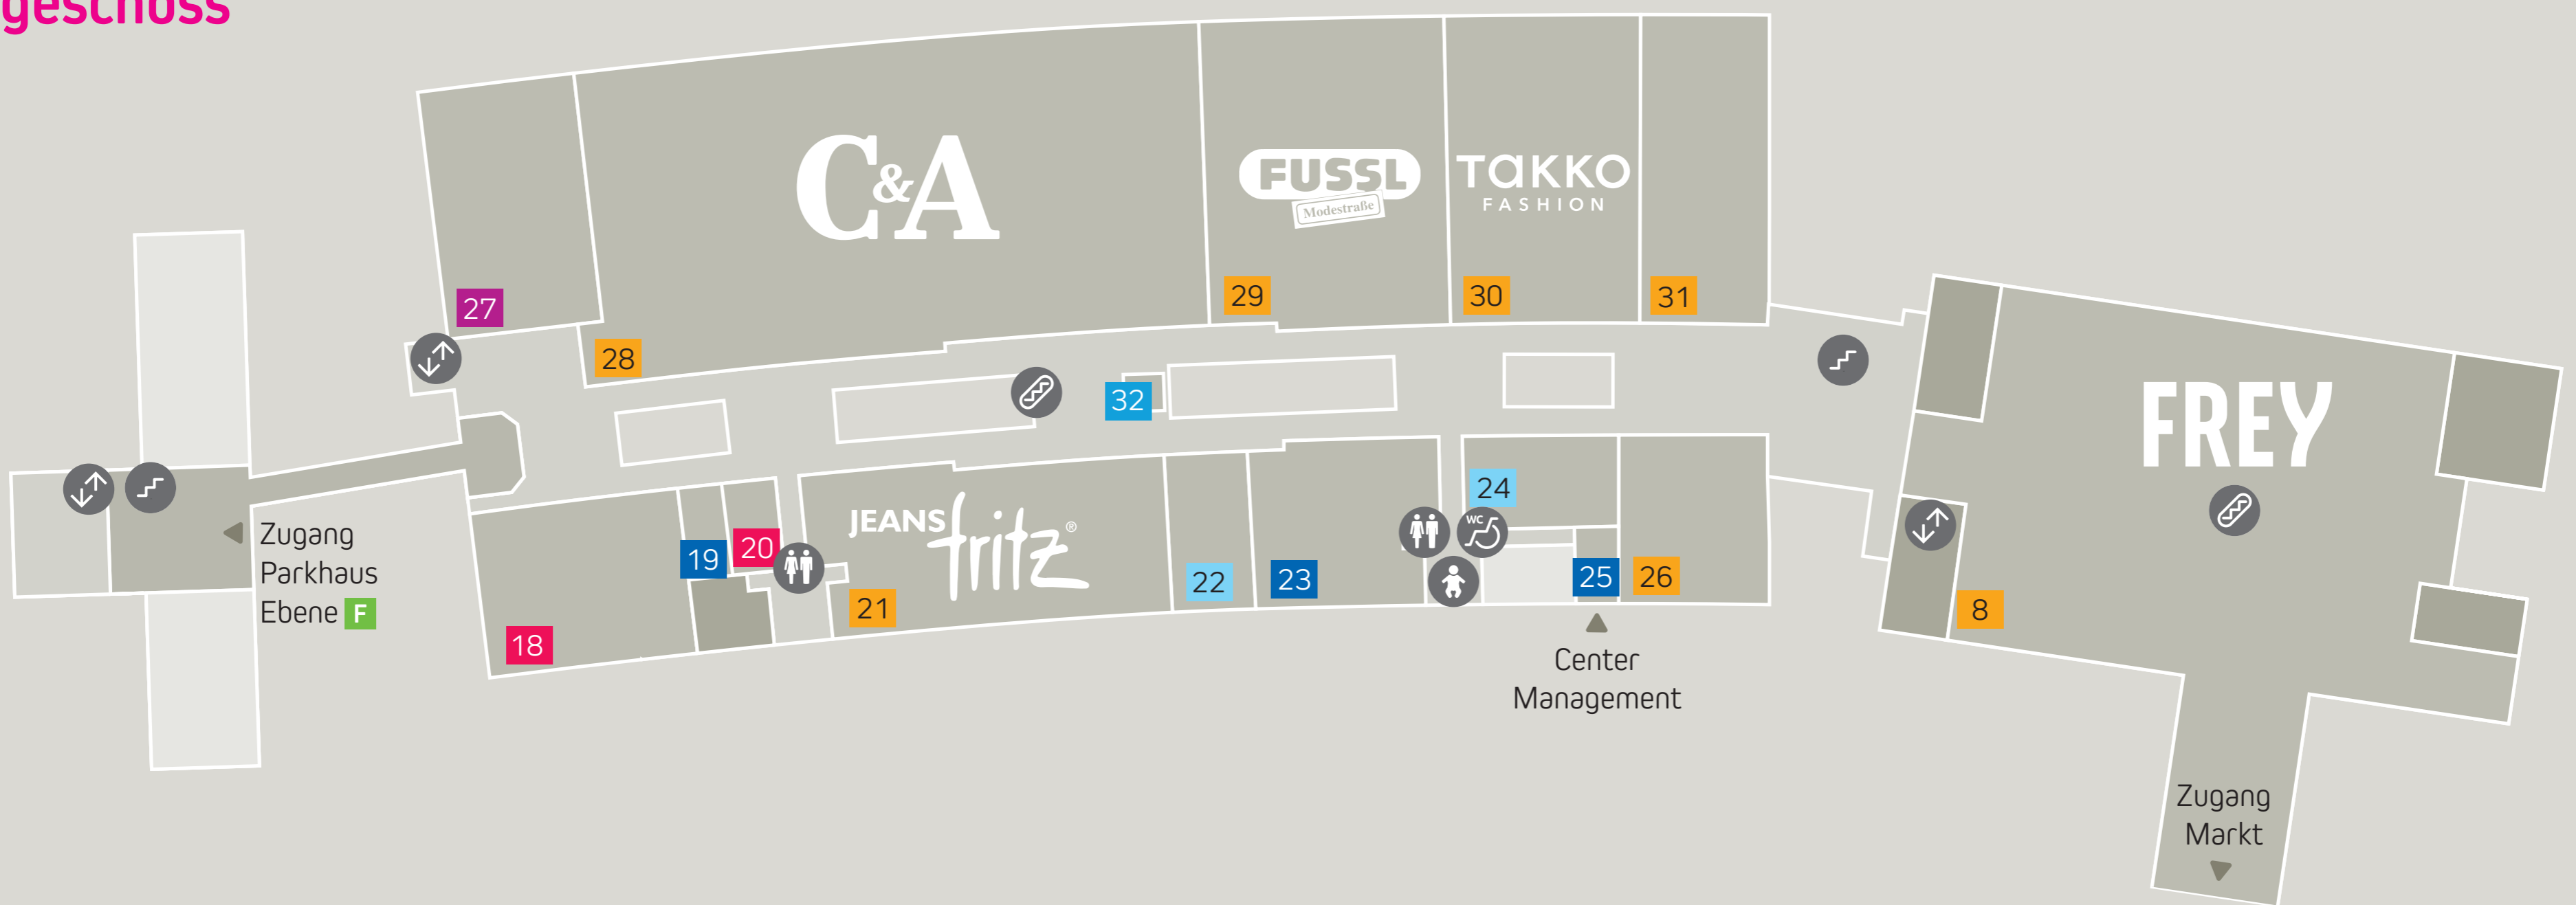 geschoss
C&A
FUSSL
Modestraße
TAKKO
FASHION
27
28
29
30
31
32
FREY
24
JEANS
fritz®
WC
19
20
22
23
25
26
21
8
18
Zugang
Parkhaus
Ebene F
Center
Management
Zugang
Markt